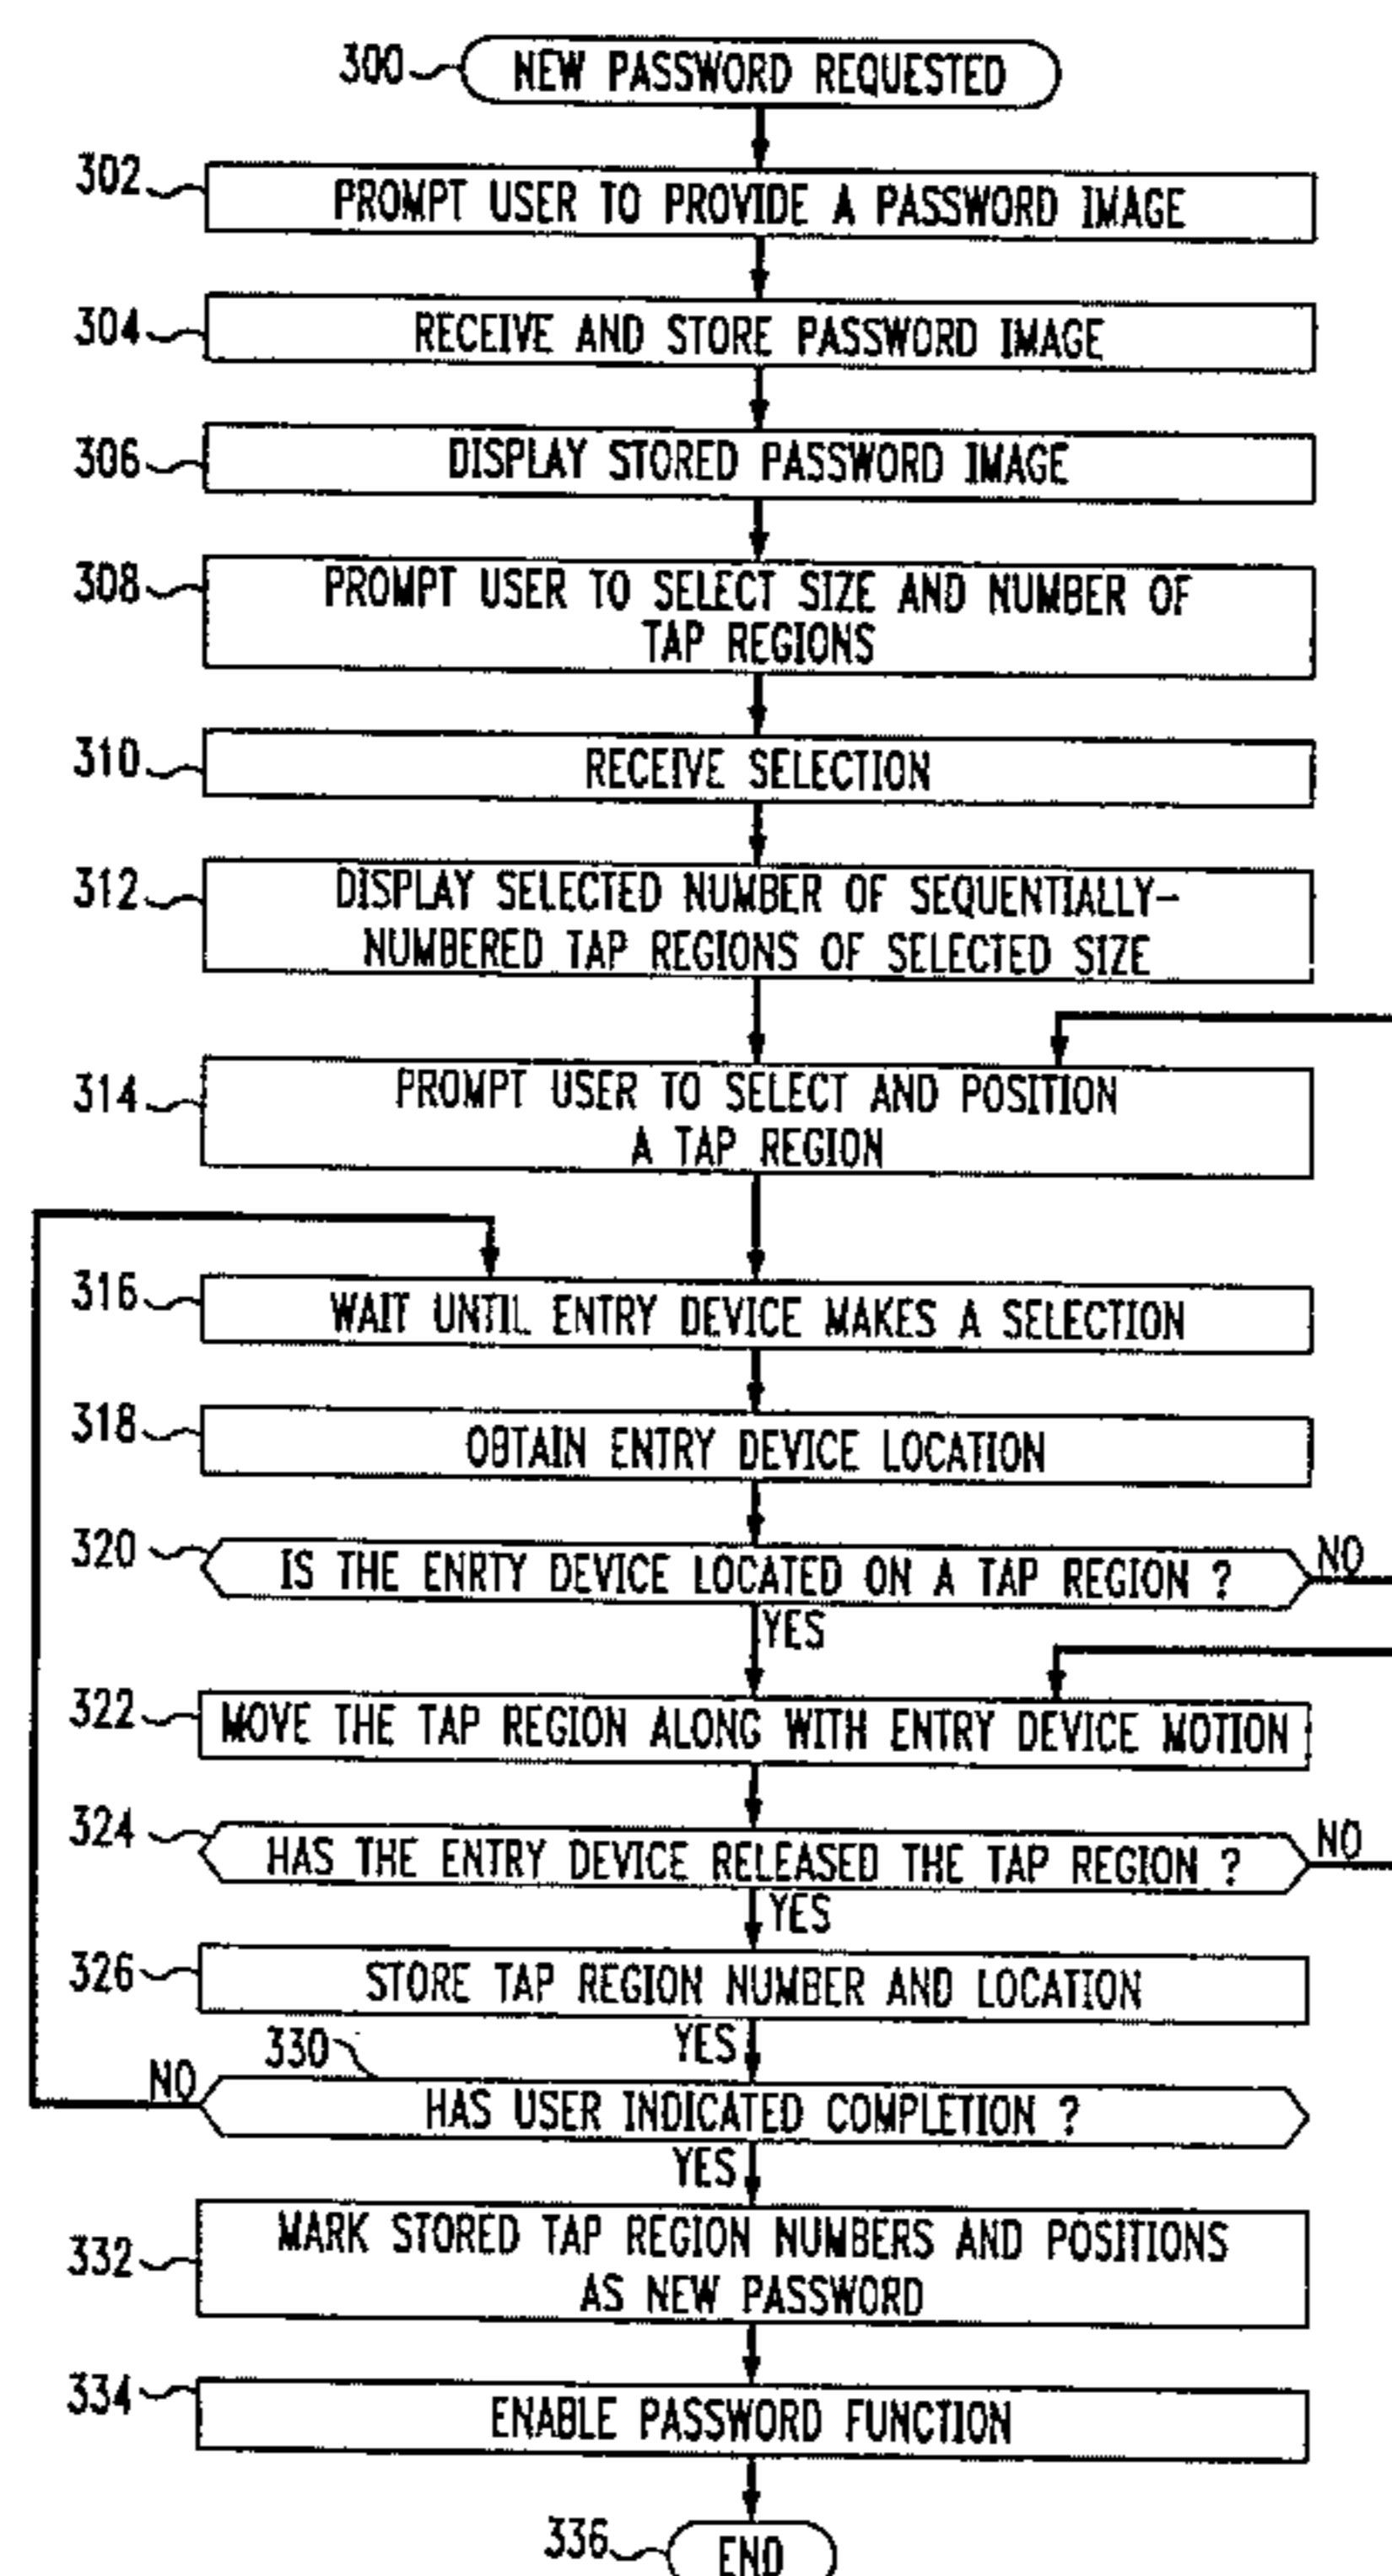 300 NEW PASSWORD REQUESTED
302 PROMPT USER TO PROVIDE A PASSWORD IMAGE
304 RECEIVE AND STORE PASSWORD IMAGE
306 DISPLAY STORED PASSWORD IMAGE
308 PROMPT USER TO SELECT SIZE AND NUMBER OF
TAP REGIONS
310 RECEIVE SELECTION
312 DISPLAY SELECTED NUMBER OF SEQUENTIALLY-
NUMBERED TAP REGIONS OF SELECTED SIZE
314 PROMPT USER TO SELECT AND POSITION
A TAP REGION
316 WAIT UNTIL ENTRY DEVICE MAKES A SELECTION
318 OBTAIN ENTRY DEVICE LOCATION
320 IS THE ENRTY DEVICE LOCATED ON A TAP REGION ? NO
YES
322 MOVE THE TAP REGION ALONG WITH ENTRY DEVICE MOTION
324 HAS THE ENTRY DEVICE RELEASED THE TAP REGION ? NO
YES
326 STORE TAP REGION NUMBER AND LOCATION
330 YES
NO HAS USER INDICATED COMPLETION ?
YES
332 MARK STORED TAP REGION NUMBERS AND POSITIONS
AS NEW PASSWORD
334 ENABLE PASSWORD FUNCTION
336 END